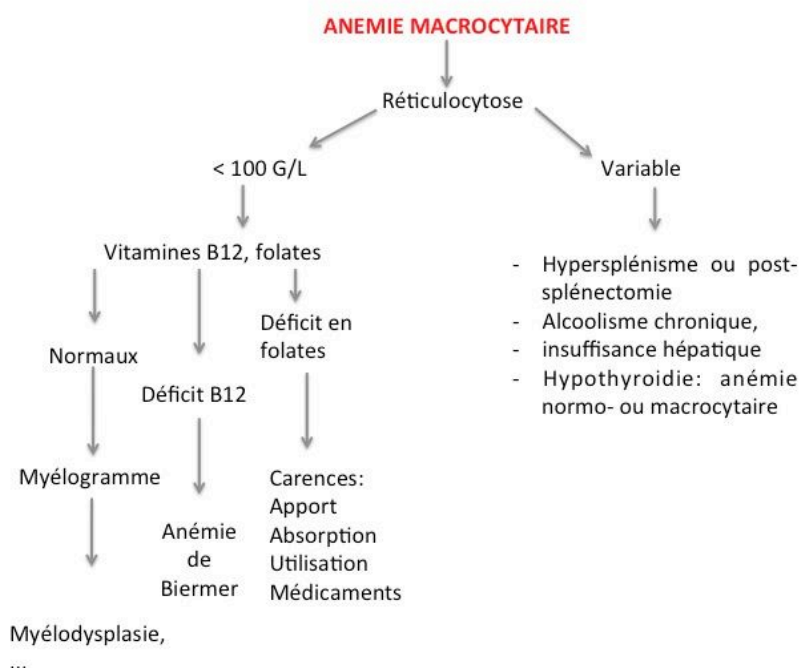 ANEMIE MACROCYTAIRE
Réticulocytose
< 100 G/L
Variable
Vitamines B12, folates
Normaux
Déficit B12
Déficit en
folates
Myélogramme
Anémie
de
Biermer
Carences:
Apport
Absorption
Utilisation
Médicaments
Myélodysplasie,
...
- Hypersplénisme ou post-
splénectomie
- Alcoolisme chronique,
- insuffisance hépatique
- Hypothyroidie: anémie
normo- ou macrocytaire